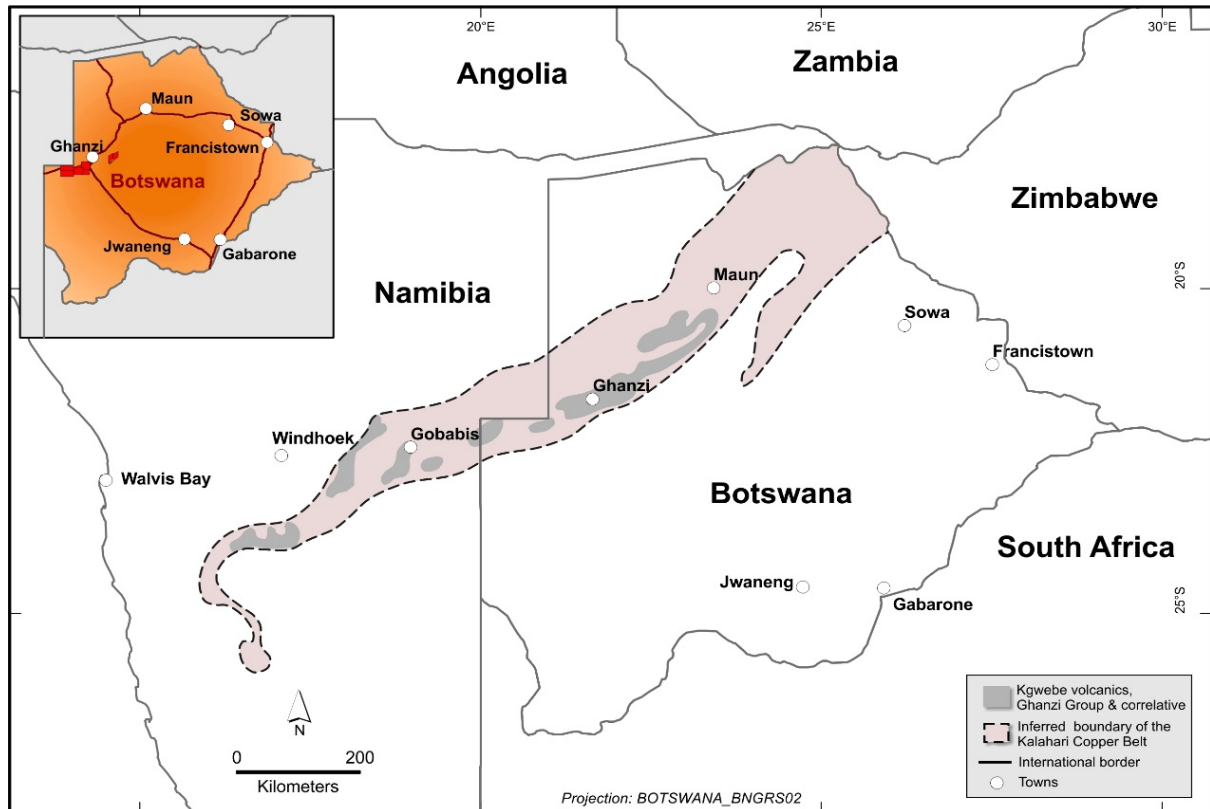 20°E
25°E
30°E
Angolia
Zambia
Maun
Sowa
Ghanzi
Francistown
Botswana
Jwaneng
Gabarone
Zimbabwe
Namibia
Maun
20°S
Sowa
Francistown
Ghanzi
Windhoek
Gobabis
Walvis Bay
Botswana
South Africa
Jwaneng
Gabarone
25°S
N
0 200
Kilometers
Kgwebe volcanics,
Ghanzi Group & correlative
Inferred boundary of the
Kalahari Copper Belt
International border
Towns
Projection: BOTSWANA_BNGRS02